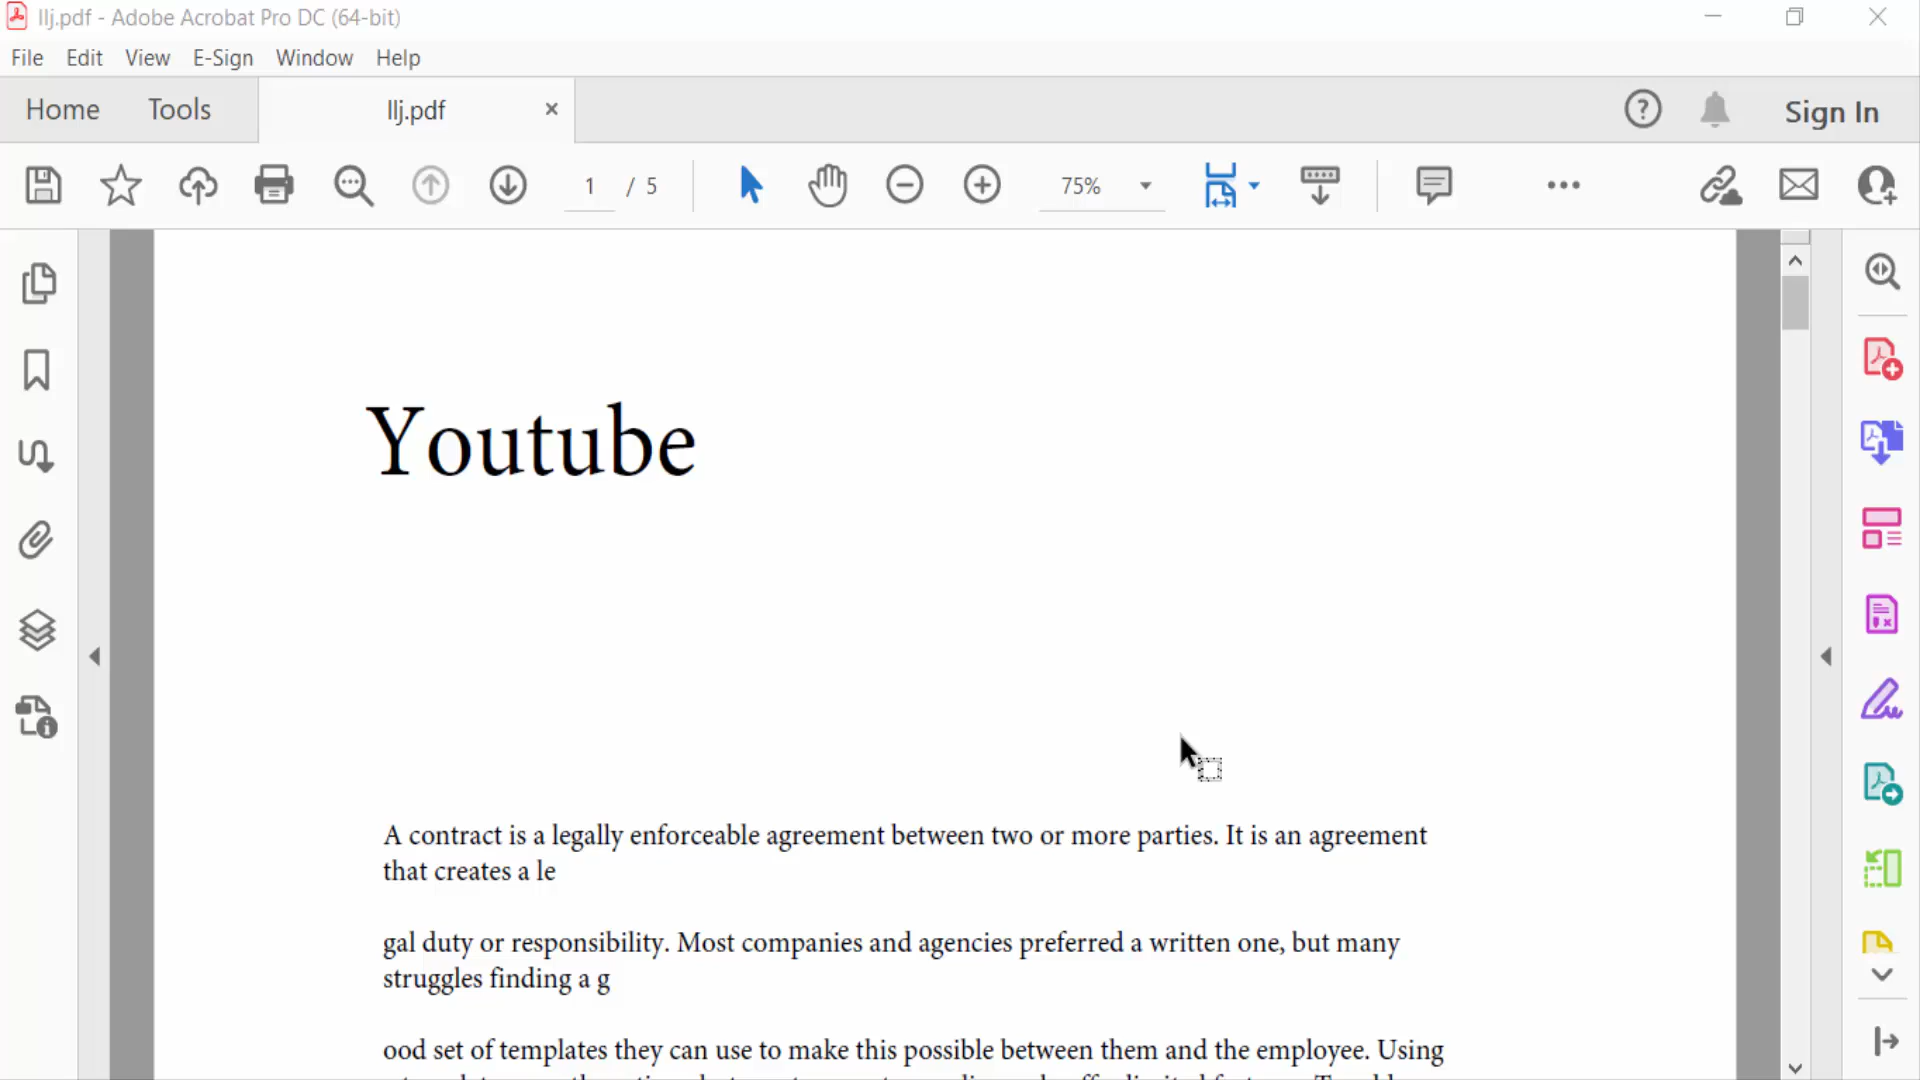 llj.pdf - Adobe Acrobat Pro DC (64-bit)
File Edit View E-Sign Window Help
Home Tools llj.pdf × Sign In
1 / 5 75%
Youtube
A contract is a legally enforceable agreement between two or more parties. It is an agreement
that creates a le
gal duty or responsibility. Most companies and agencies preferred a written one, but many
struggles finding a g
ood set of templates they can use to make this possible between them and the employee. Using